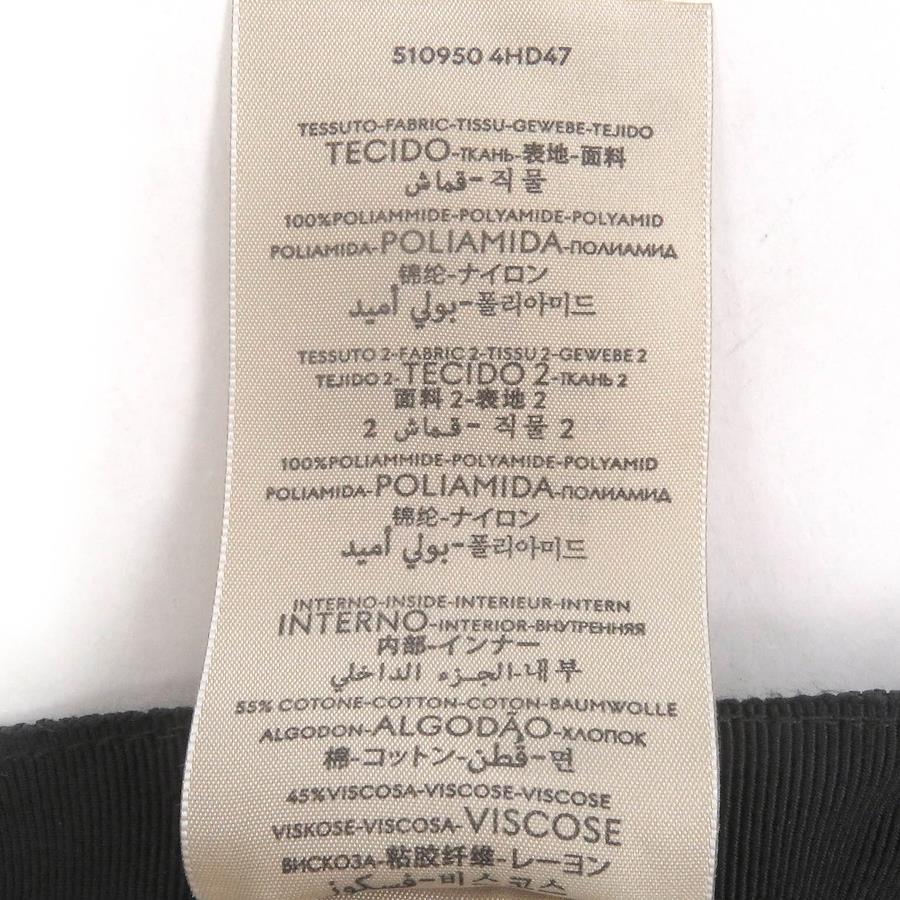 510950 4HD47
TESSUTO-FABRIC-TISSU-GEWEBE-TEJIDO
TECIDO-ТКАНЬ-表地-面料
قماش-직물
100%POLIAMMIDE-POLYAMIDE-POLYAMID
POLIAMIDA-POLIAMIDA-ПОЛИАМИД
锦纶-ナイロン
بولي أميد-폴리아미드
TESSUTO 2-FABRIC 2-TISSU 2-GEWEBE 2
TEJIDO 2-TECIDO 2-ТКАНЬ 2
面料 2-表地 2
2 قماش-직물 2
100%POLIAMMIDE-POLYAMIDE-POLYAMID
POLIAMIDA-POLIAMIDA-ПОЛИАМИД
锦纶-ナイロン
بولي أميد-폴리아미드
INTERNO-INSIDE-INTERIEUR-INTERN
INTERNO-INTERIOR-ВНУТРЕННЯЯ
内部-インナー
الجزء الداخلي-내부
55% COTONE-COTTON-COTON-BAUMWOLLE
ALGODON-ALGODÃO-ХЛОПОК
棉-コットン-قطن-면
45%VISCOSA-VISCOSE-VISCOSE
VISKOSE-VISCOSA-VISCOSE
ВИСКОЗА-粘胶纤维-レーヨン
فسكوز-비스코스